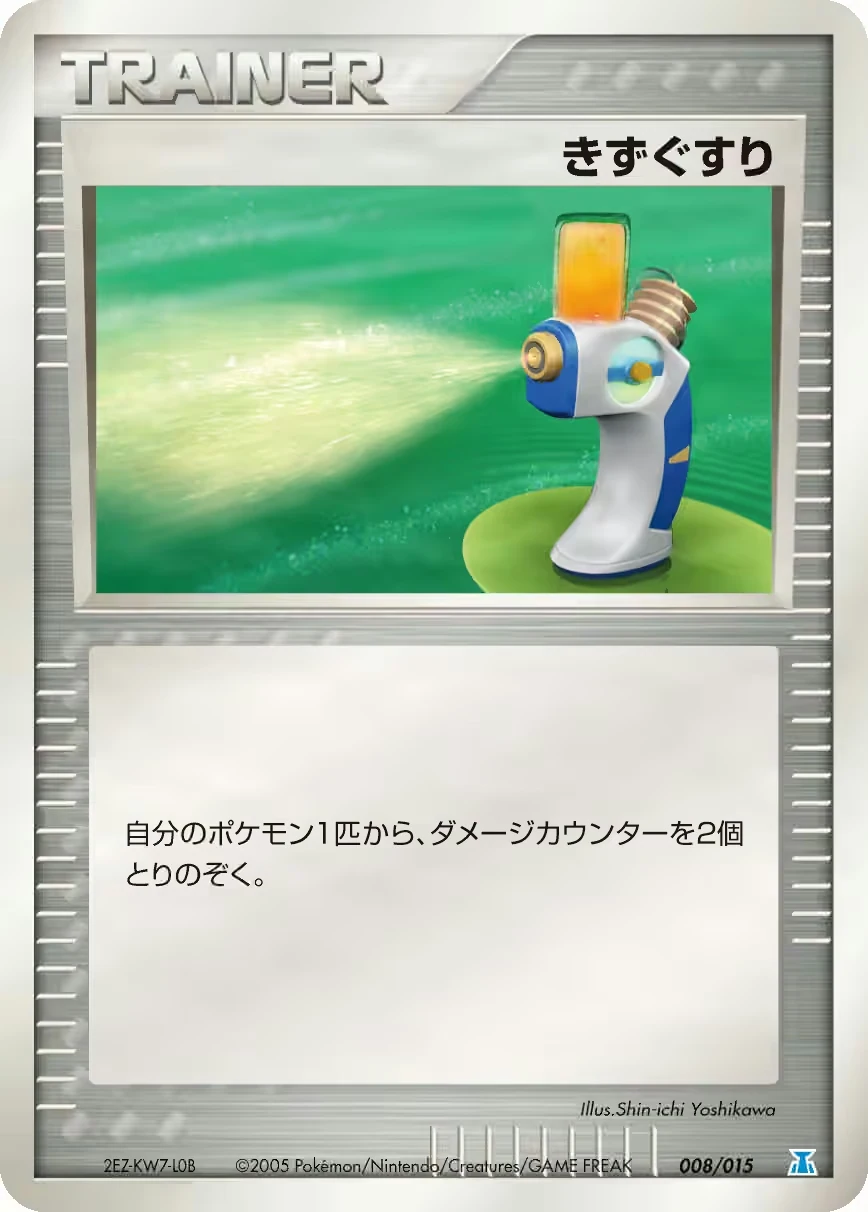 TRAINER
きずぐすり
自分のポケモン1匹から、ダメージカウンターを2個
とりのぞく。
Illus.Shin-ichi Yoshikawa
2EZ-KW7-L0B ©2005 Pokémon/Nintendo/Creatures/GAME FREAK 008/015